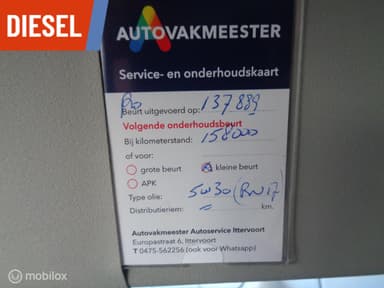 DIESEL
AUTOVAKMEESTER
Service- en onderhoudskaart
Beurt uitgevoerd op: 137889
Volgende onderhoudsbeurt
Bij kilometerstand: 158000
of voor:
grote beurt kleine beurt
APK
Type olie: 5W30 (RN17)
Distributieriem: km.
Autovakmeester Autoservice Ittervoort
Europastraat 6, Ittervoort
T 0475-562256 (ook voor Whatsapp)
mobilox